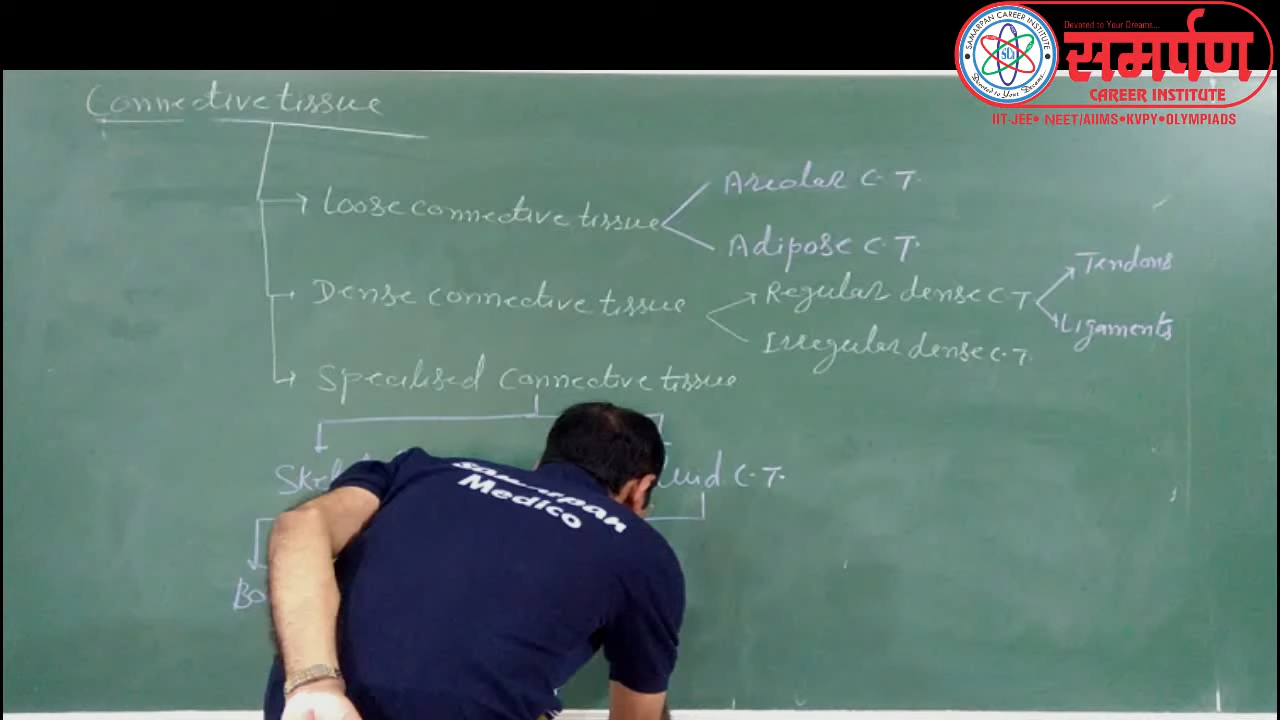 SAMARPAN CAREER INSTITUTE
SCI
Devoted to Your Dreams...
Devoted to Your Dreams...
समर्पण
CAREER INSTITUTE
IIT-JEE• NEET/AIIMS•KVPY•OLYMPIADS
Connective tissue
Areolar C.T.
Loose connective tissue
Adipose C.T.
Tendons
Regular dense C.T.
Dense connective tissue
Ligaments
Irregular dense C.T.
Specialised connective tissue
C.T.
Samarpan
Medico